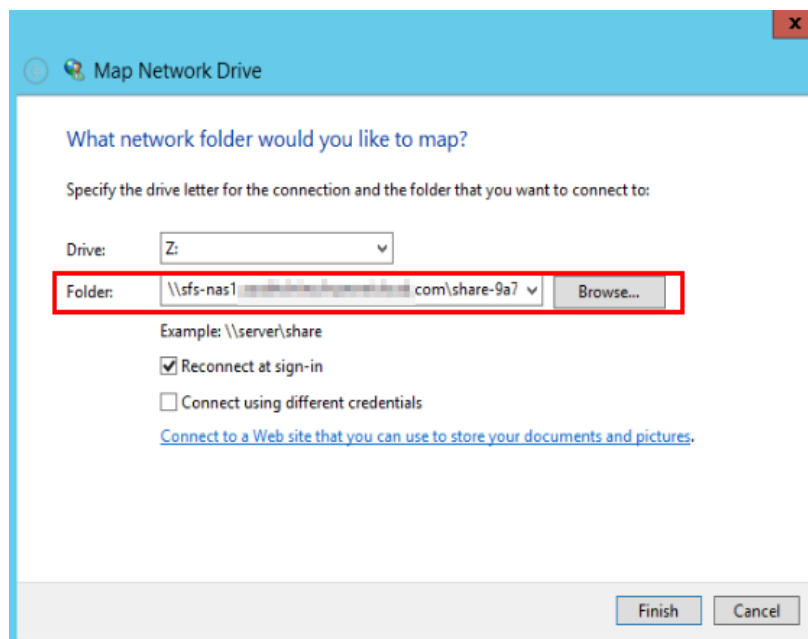 x
Map Network Drive
What network folder would you like to map?
Specify the drive letter for the connection and the folder that you want to connect to:
Drive: Z:
Folder: \\sfs-nas1 com\share-9a7 Browse...
Example: \\server\share
Reconnect at sign-in
Connect using different credentials
Connect to a Web site that you can use to store your documents and pictures.
Finish Cancel